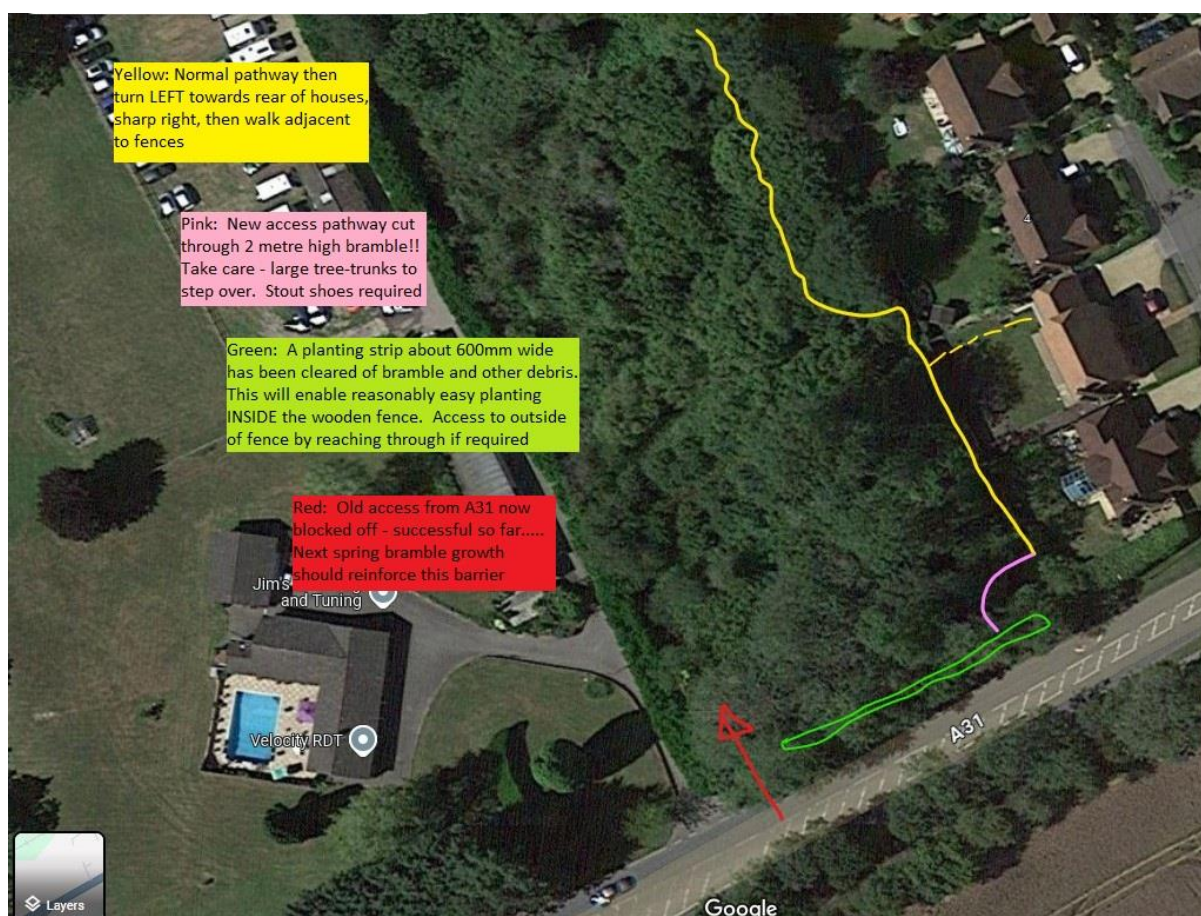 Yellow: Normal pathway then
turn LEFT towards rear of houses,
sharp right, then walk adjacent
to fences
Pink: New access pathway cut
through 2 metre high bramble!!
Take care - large tree-trunks to
step over. Stout shoes required
4
Green: A planting strip about 600mm wide
has been cleared of bramble and other debris.
This will enable reasonably easy planting
INSIDE the wooden fence. Access to outside
of fence by reaching through if required
Red: Old access from A31 now
blocked off - successful so far.....
Next spring bramble growth
should reinforce this barrier
Jim's
and Tuning
Velocity RDT
A31
Layers
Google